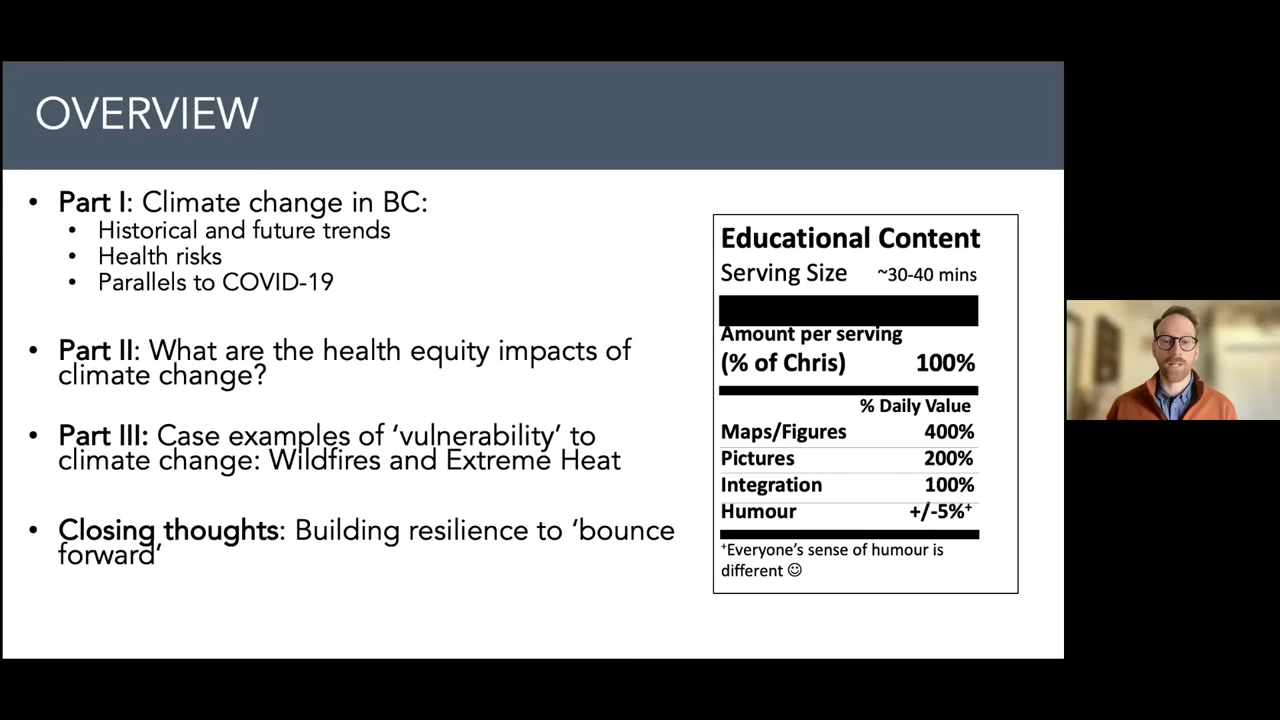 OVERVIEW
• Part I: Climate change in BC:
• Historical and future trends
• Health risks
• Parallels to COVID-19
• Part II: What are the health equity impacts of
climate change?
• Part III: Case examples of ‘vulnerability’ to
climate change: Wildfires and Extreme Heat
• Closing thoughts: Building resilience to ‘bounce
forward’
Educational Content
Serving Size ~30-40 mins
Amount per serving
(% of Chris) 100%
% Daily Value
Maps/Figures 400%
Pictures 200%
Integration 100%
Humour +/-5%⁺
⁺Everyone’s sense of humour is
different ☺